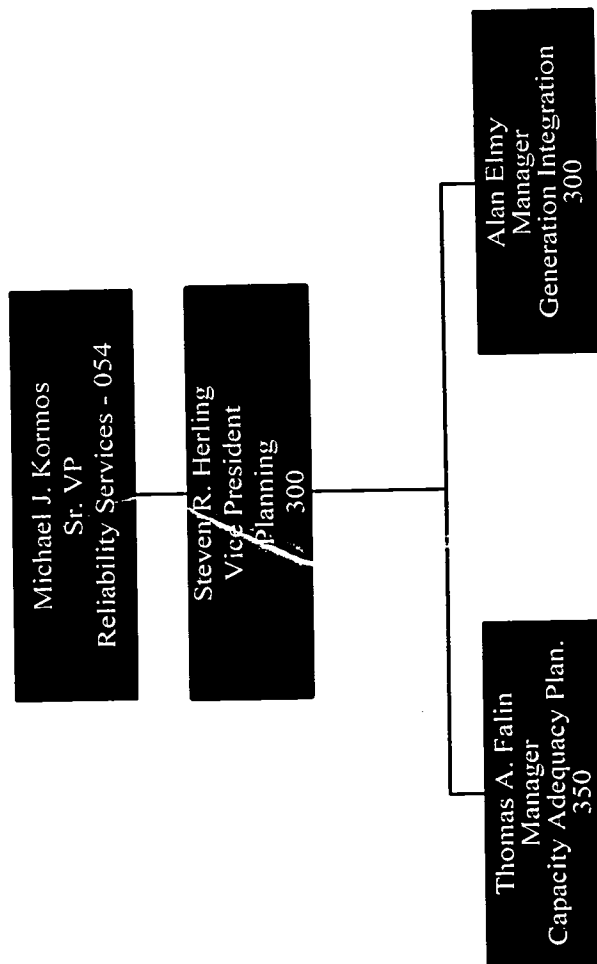 Michael J. Kormos
Sr. VP
Reliability Services - 054
Steven R. Herling
Vice President
Planning
300
Thomas A. Falin
Manager
Capacity Adequacy Plan.
350
Alan Elmy
Manager
Generation Integration
300